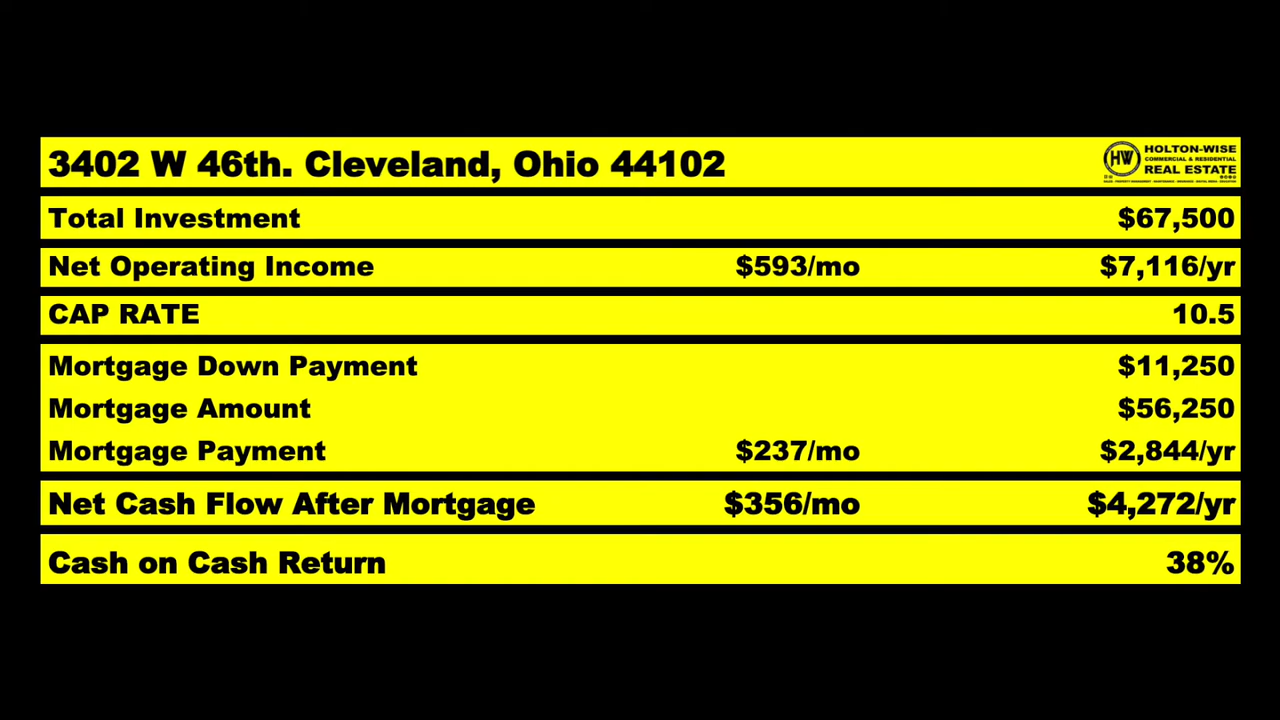 3402 W 46th. Cleveland, Ohio 44102
HOLTON-WISE
COMMERCIAL & RESIDENTIAL
REAL ESTATE
HW
Total Investment $67,500
Net Operating Income $593/mo $7,116/yr
CAP RATE 10.5
Mortgage Down Payment $11,250
Mortgage Amount $56,250
Mortgage Payment $237/mo $2,844/yr
Net Cash Flow After Mortgage $356/mo $4,272/yr
Cash on Cash Return 38%